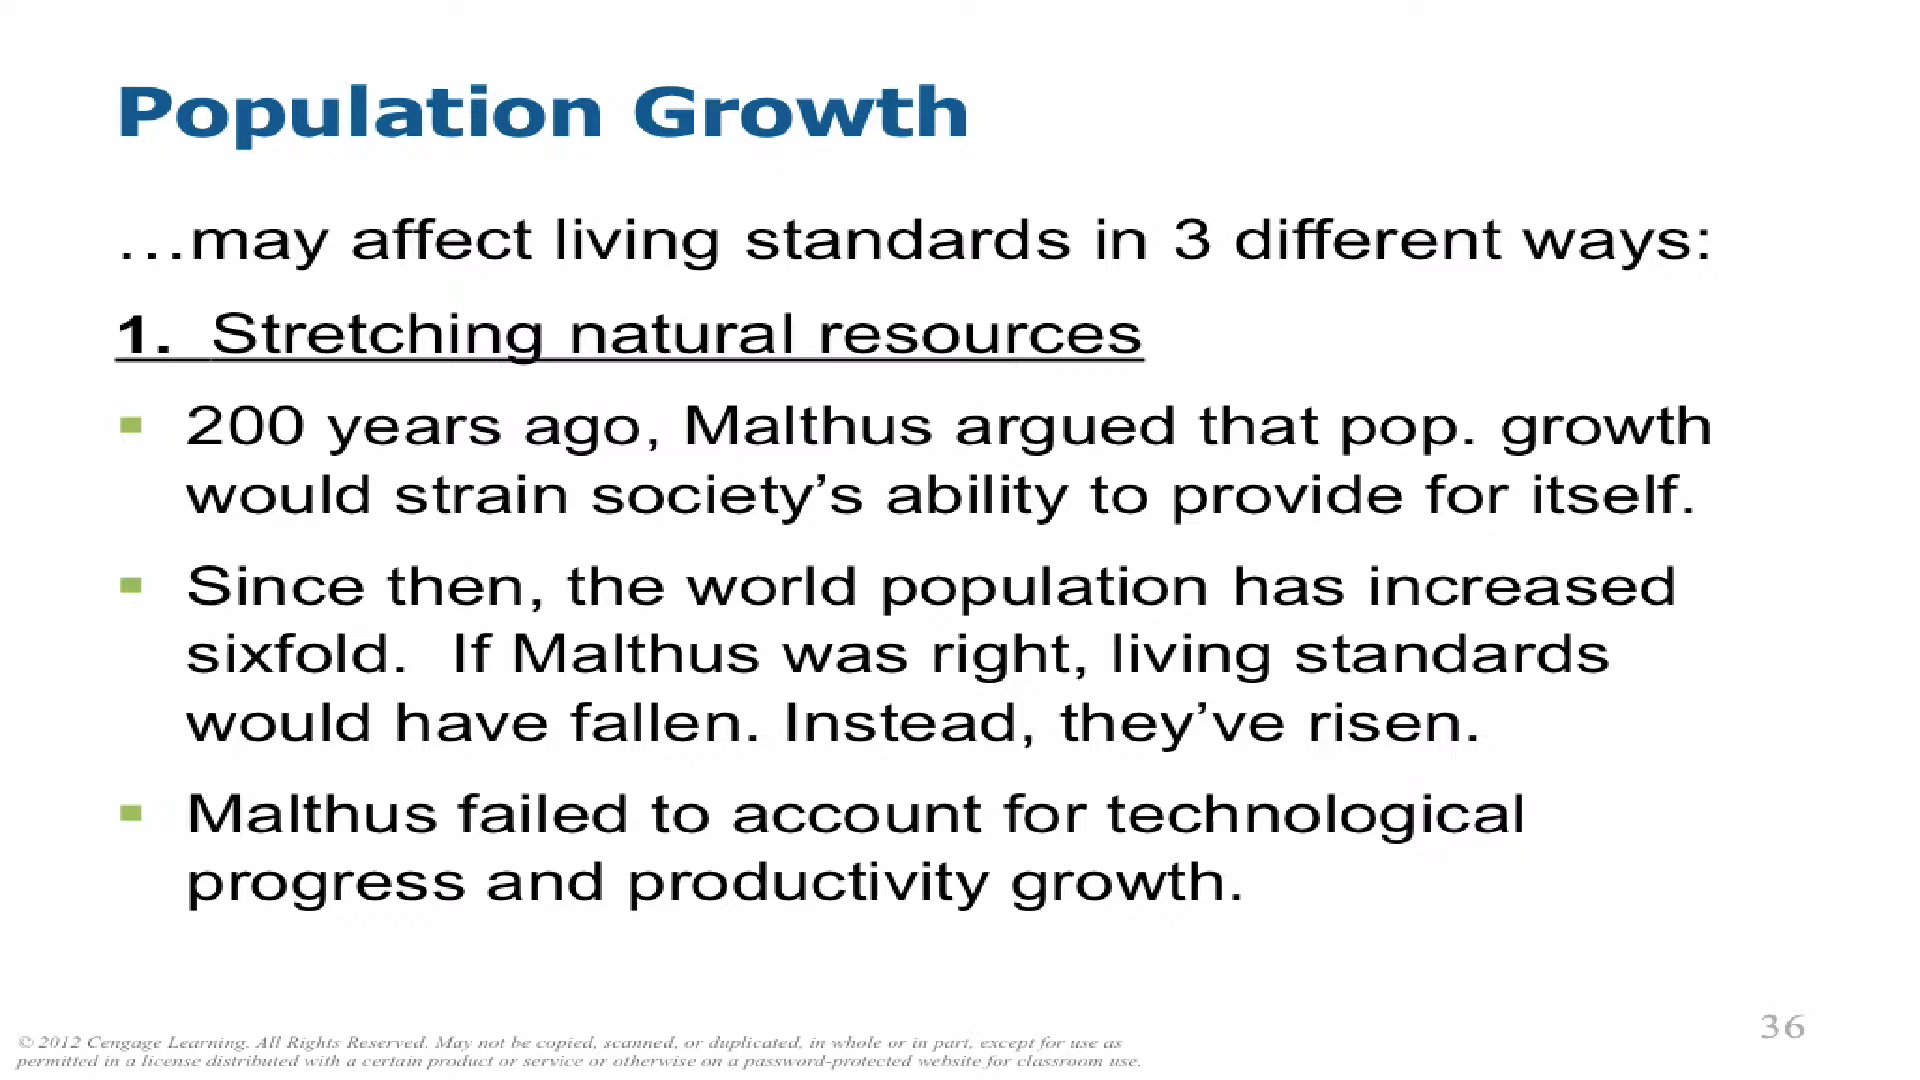 Population Growth
…may affect living standards in 3 different ways:
1. Stretching natural resources
▪ 200 years ago, Malthus argued that pop. growth
would strain society’s ability to provide for itself.
▪ Since then, the world population has increased
sixfold.  If Malthus was right, living standards
would have fallen. Instead, they’ve risen.
▪ Malthus failed to account for technological
progress and productivity growth.
36
© 2012 Cengage Learning. All Rights Reserved. May not be copied, scanned, or duplicated, in whole or in part, except for use as
permitted in a license distributed with a certain product or service or otherwise on a password-protected website for classroom use.